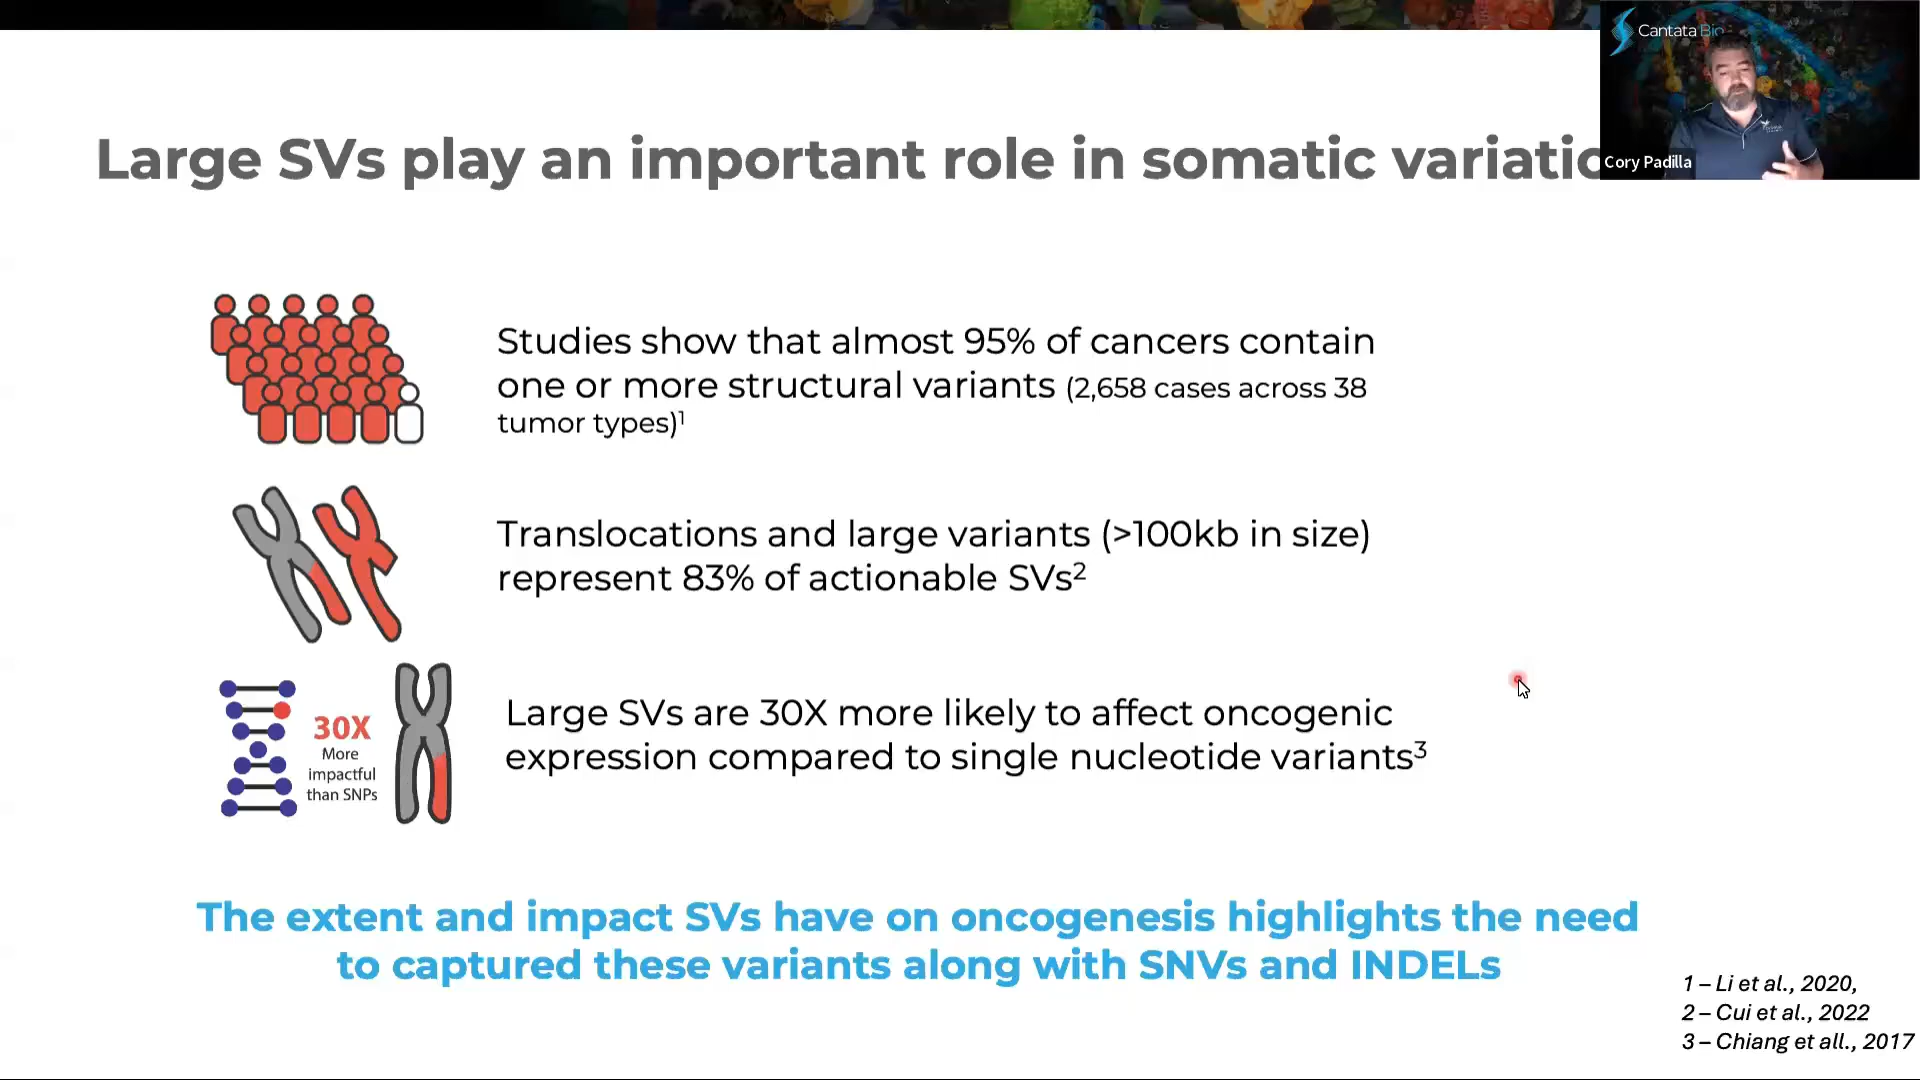 Cantata Bio
Cory Padilla
Large SVs play an important role in somatic variatio
Studies show that almost 95% of cancers contain
one or more structural variants (2,658 cases across 38
tumor types)¹
Translocations and large variants (>100kb in size)
represent 83% of actionable SVs²
30X
More
impactful
than SNPs
Large SVs are 30X more likely to affect oncogenic
expression compared to single nucleotide variants³
The extent and impact SVs have on oncogenesis highlights the need
to captured these variants along with SNVs and INDELs
1 – Li et al., 2020,
2 – Cui et al., 2022
3 – Chiang et all., 2017